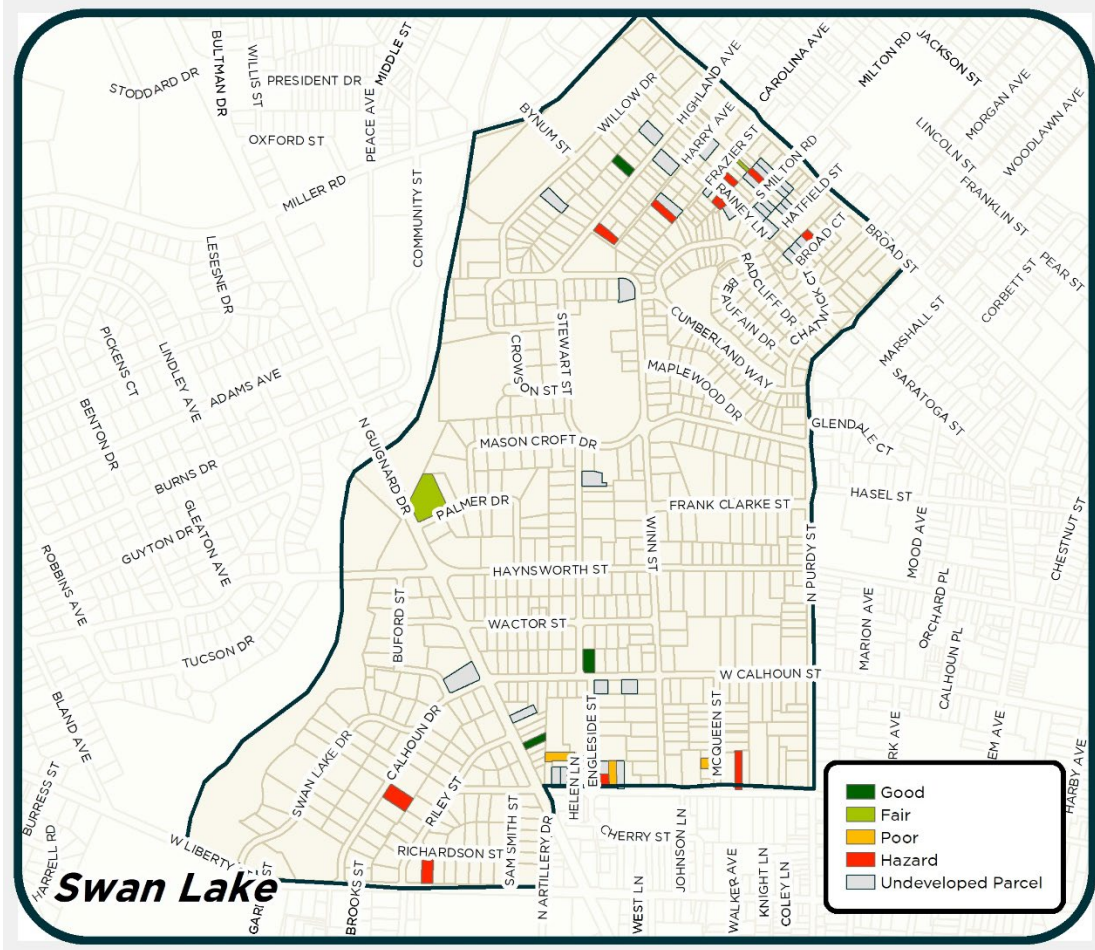 STODDARD DR
BULTMAN DR
WILLIS ST
PRESIDENT DR
MIDDLE ST
OXFORD ST
PEACE AVE
MILLER RD
COMMUNITY ST
LESESNE DR
BYNUM ST
WILLOW DR
HIGHLAND AVE
CAROLINA AVE
HARRY AVE
FRAZIER ST
S MILTON RD
RAINEY LN
HATFIELD ST
BROAD CT
MILTON RD
JACKSON ST
MORGAN AVE
WOODLAWN AVE
LINCOLN ST
FRANKLIN ST
PEAR ST
BROAD ST
CORBETT ST
MARSHALL ST
SARATOGA ST
RADCLIFF DR
BEAUFAIN DR
CUMBERLAND WAY
MAPLEWOOD DR
GLENDALE CT
STEWART ST
CROWSON ST
MASON CROFT DR
PICKENS CT
LINDLEY AVE
ADAMS AVE
BENTON DR
BURNS DR
N GUIGNARD DR
GUYTON DR
GLEATON AVE
ROBBINS AVE
PALMER DR
FRANK CLARKE ST
WINN ST
HAYNSWORTH ST
WACTOR ST
BUFORD ST
TUCSON DR
N PURDY ST
HASEL ST
MOOD AVE
CHESTNUT ST
ORCHARD PL
MARION AVE
CALHOUN PL
W CALHOUN ST
BLAND AVE
BURRESS ST
HARRELL RD
SWAN LAKE DR
CALHOUN DR
RILEY ST
ENGLESIDE ST
HELEN LN
MCQUEEN ST
HARBY AVE
W LIBERTY
RICHARDSON ST
SAM SMITH ST
N ARTILLERY DR
BROOKS ST
CHERRY ST
JOHNSON LN
WEST LN
WALKER AVE
KNIGHT LN
COLEY LN
Swan Lake
Good
Fair
Poor
Hazard
Undeveloped Parcel